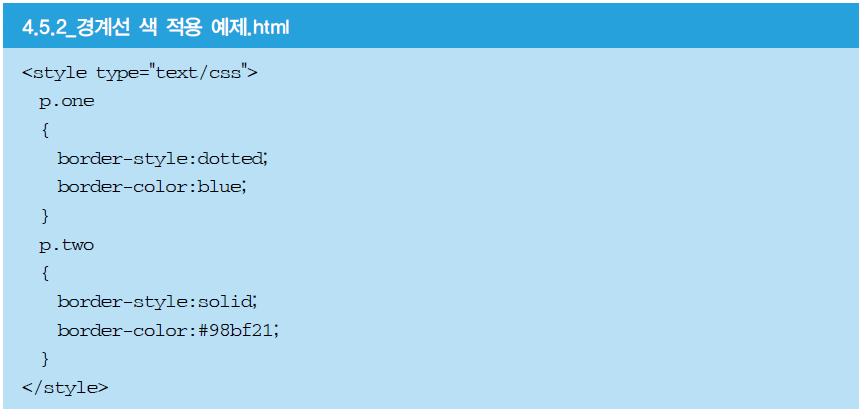 4.5.2_경계선 색 적용 예제.html
<style type="text/css">
p.one
{
border-style:dotted;
border-color:blue;
}
p.two
{
border-style:solid;
border-color:#98bf21;
}
</style>